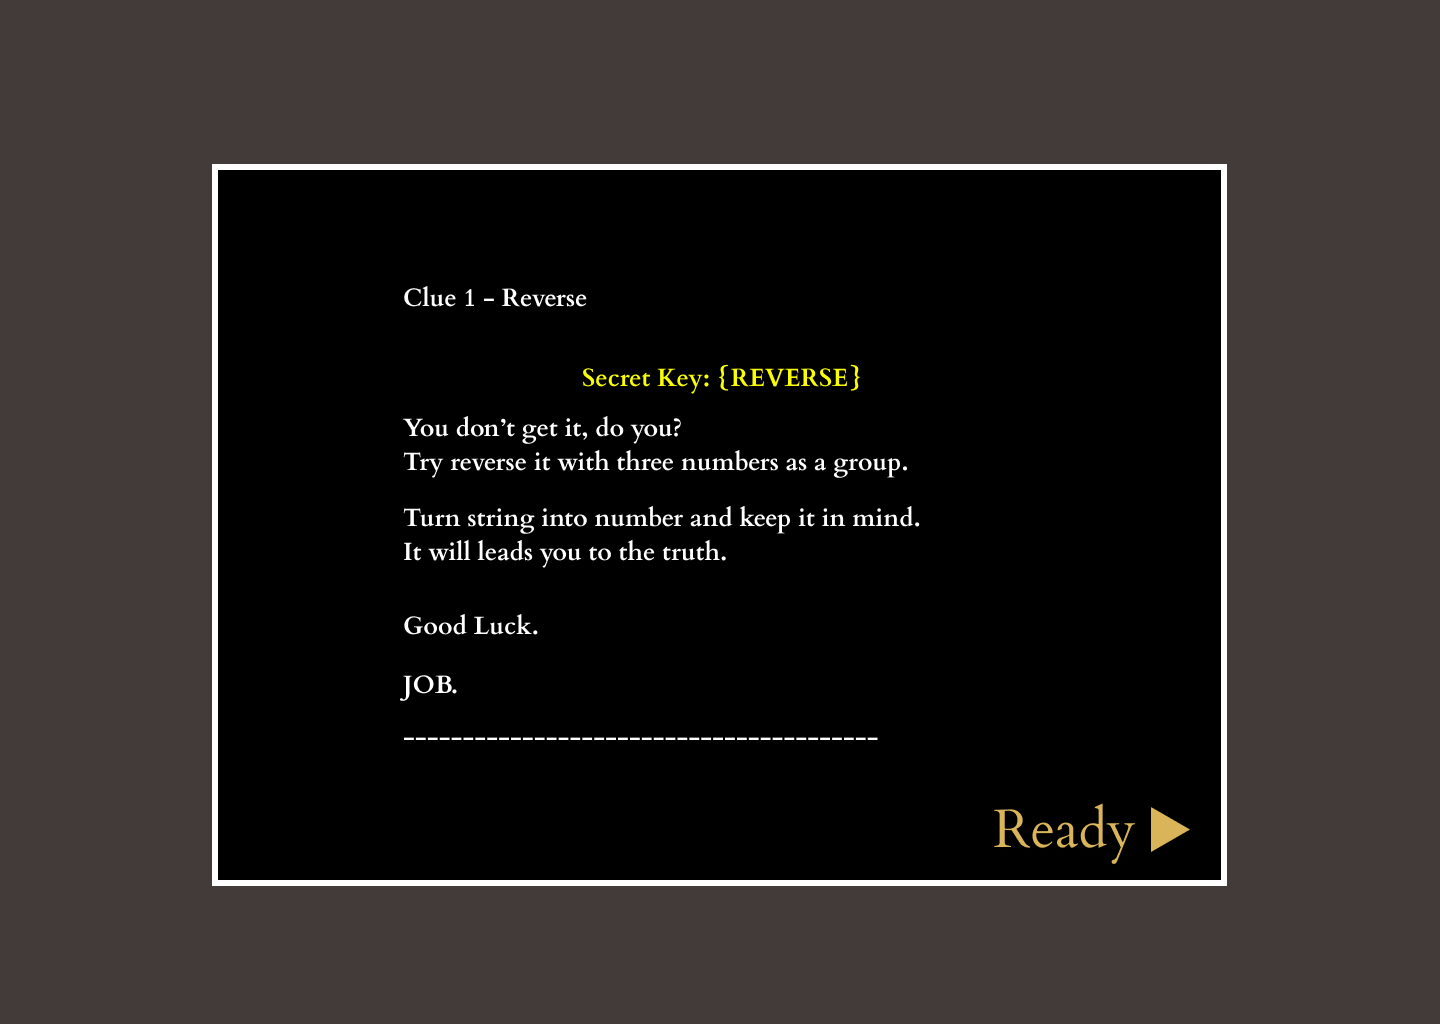 Clue 1 - Reverse
Secret Key: {REVERSE}
You don’t get it, do you?
Try reverse it with three numbers as a group.
Turn string into number and keep it in mind.
It will leads you to the truth.
Good Luck.
JOB.
----------------------------------------
Ready